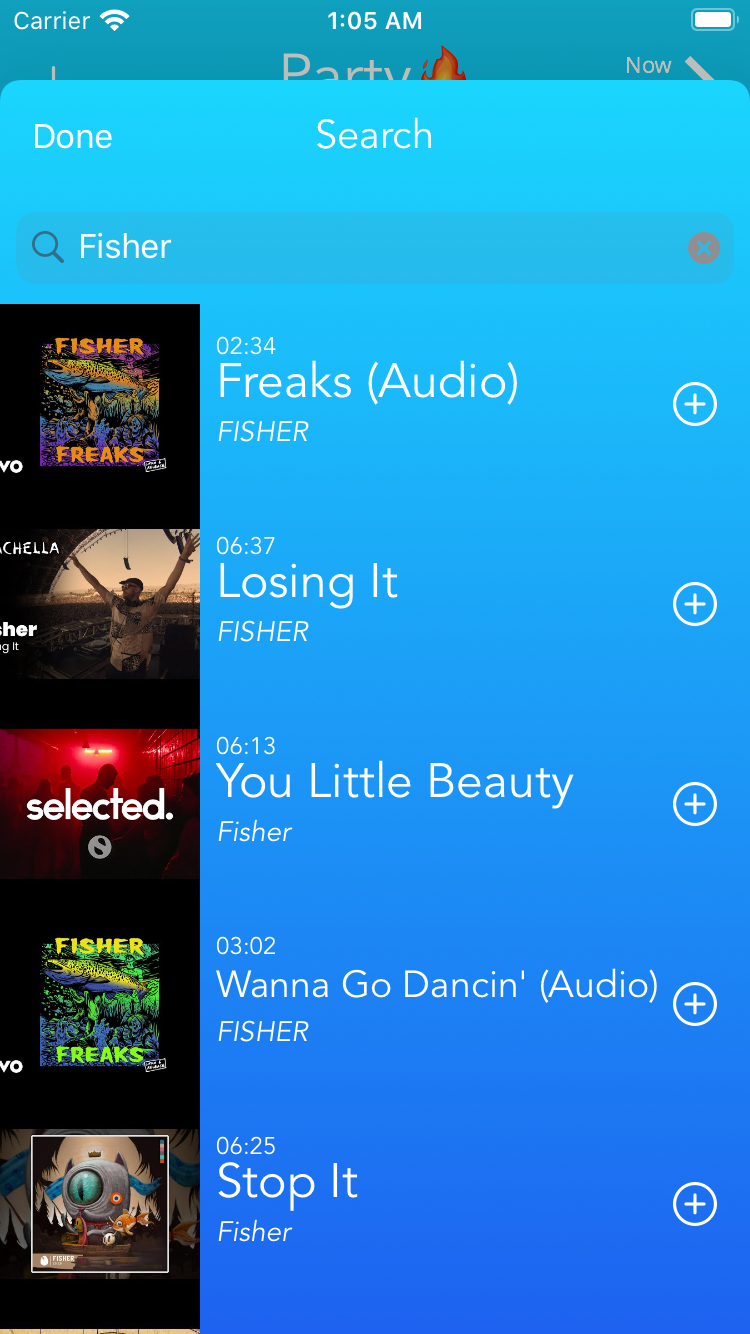 Carrier
1:05 AM
Party🔥
Now
Done
Search
Fisher
02:34
Freaks (Audio)
FISHER
FISHER
FREAKS
vo
06:37
Losing It
FISHER
ACHELLA
sher
ng It
06:13
You Little Beauty
Fisher
selected.
03:02
Wanna Go Dancin' (Audio)
FISHER
FISHER
FREAKS
vo
06:25
Stop It
Fisher
FISHER